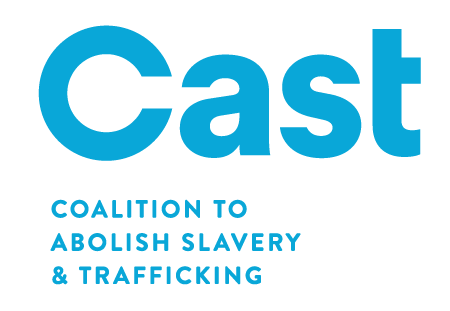 Cast
COALITION TO
ABOLISH SLAVERY
& TRAFFICKING